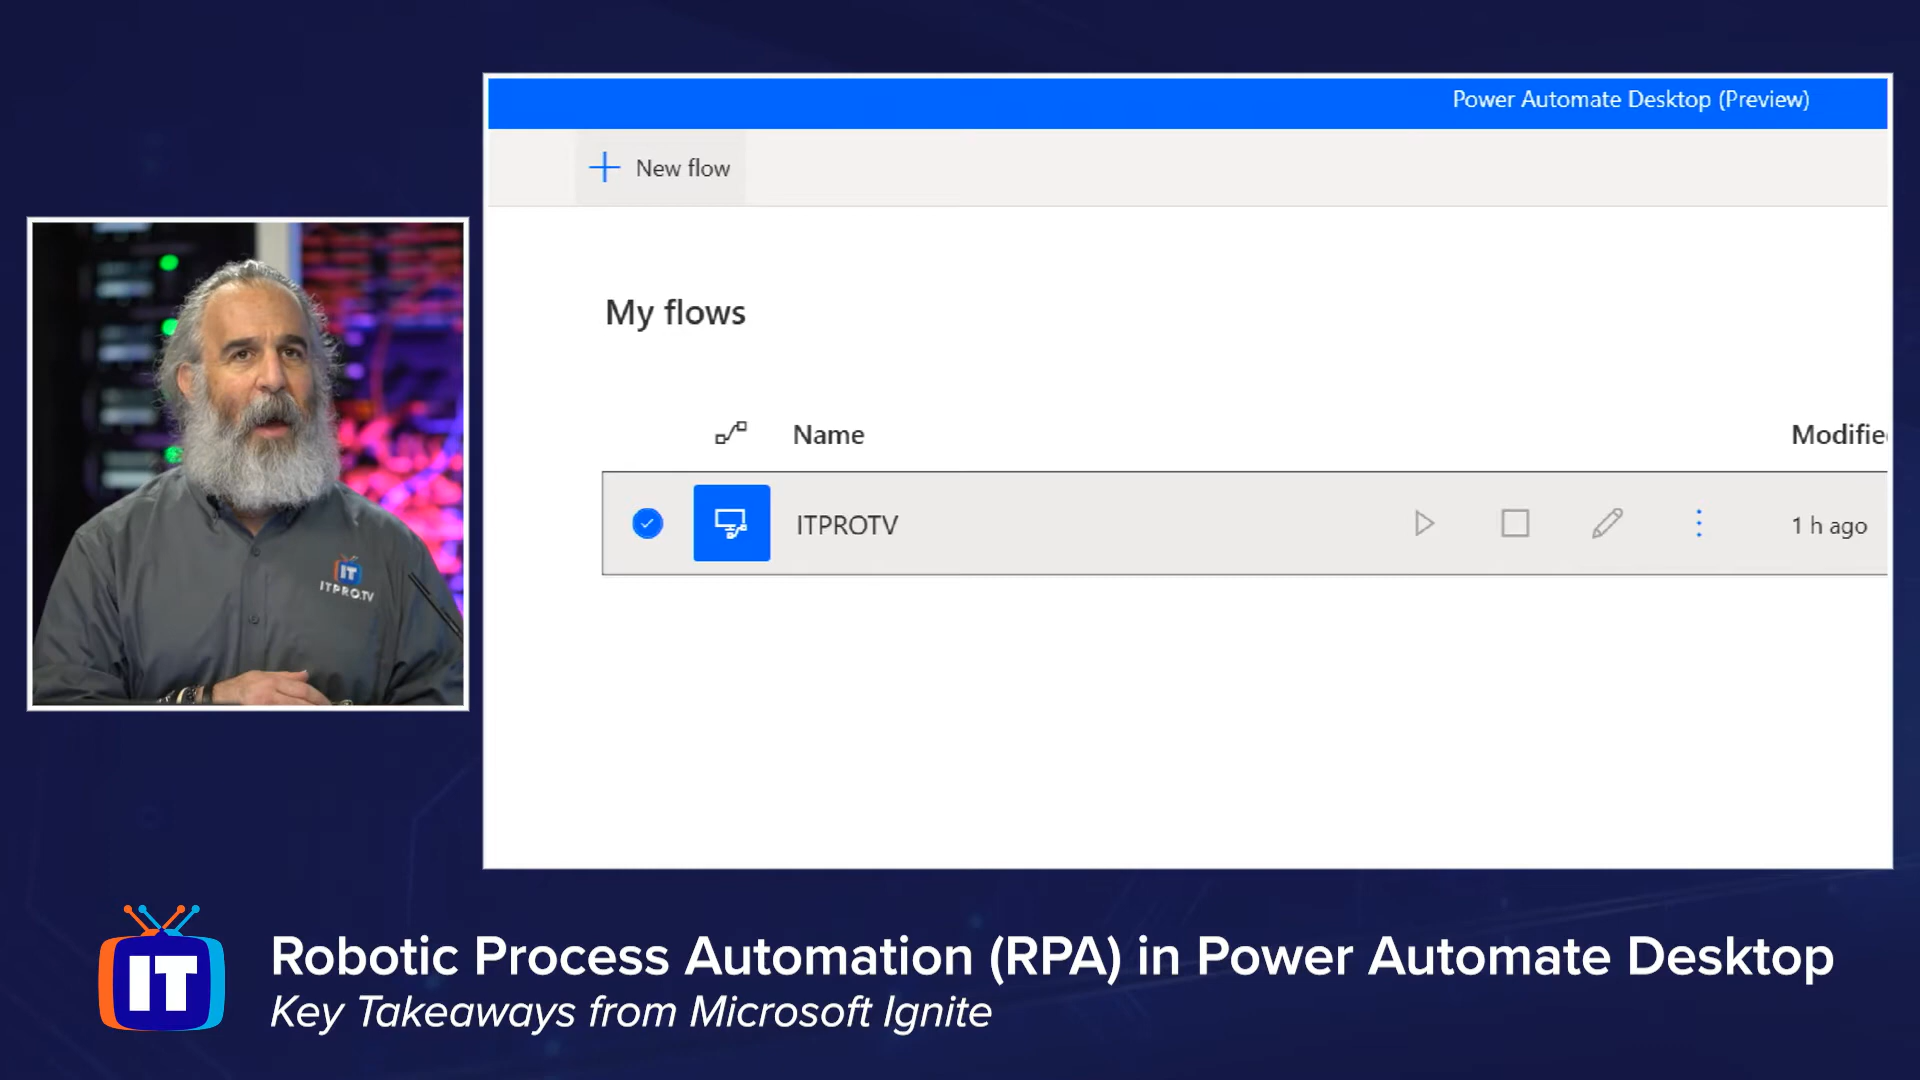 Power Automate Desktop (Preview)
New flow
My flows
Name
Modified
ITPROTV
1 h ago
IT
ITPRO.TV
IT
Robotic Process Automation (RPA) in Power Automate Desktop
Key Takeaways from Microsoft Ignite